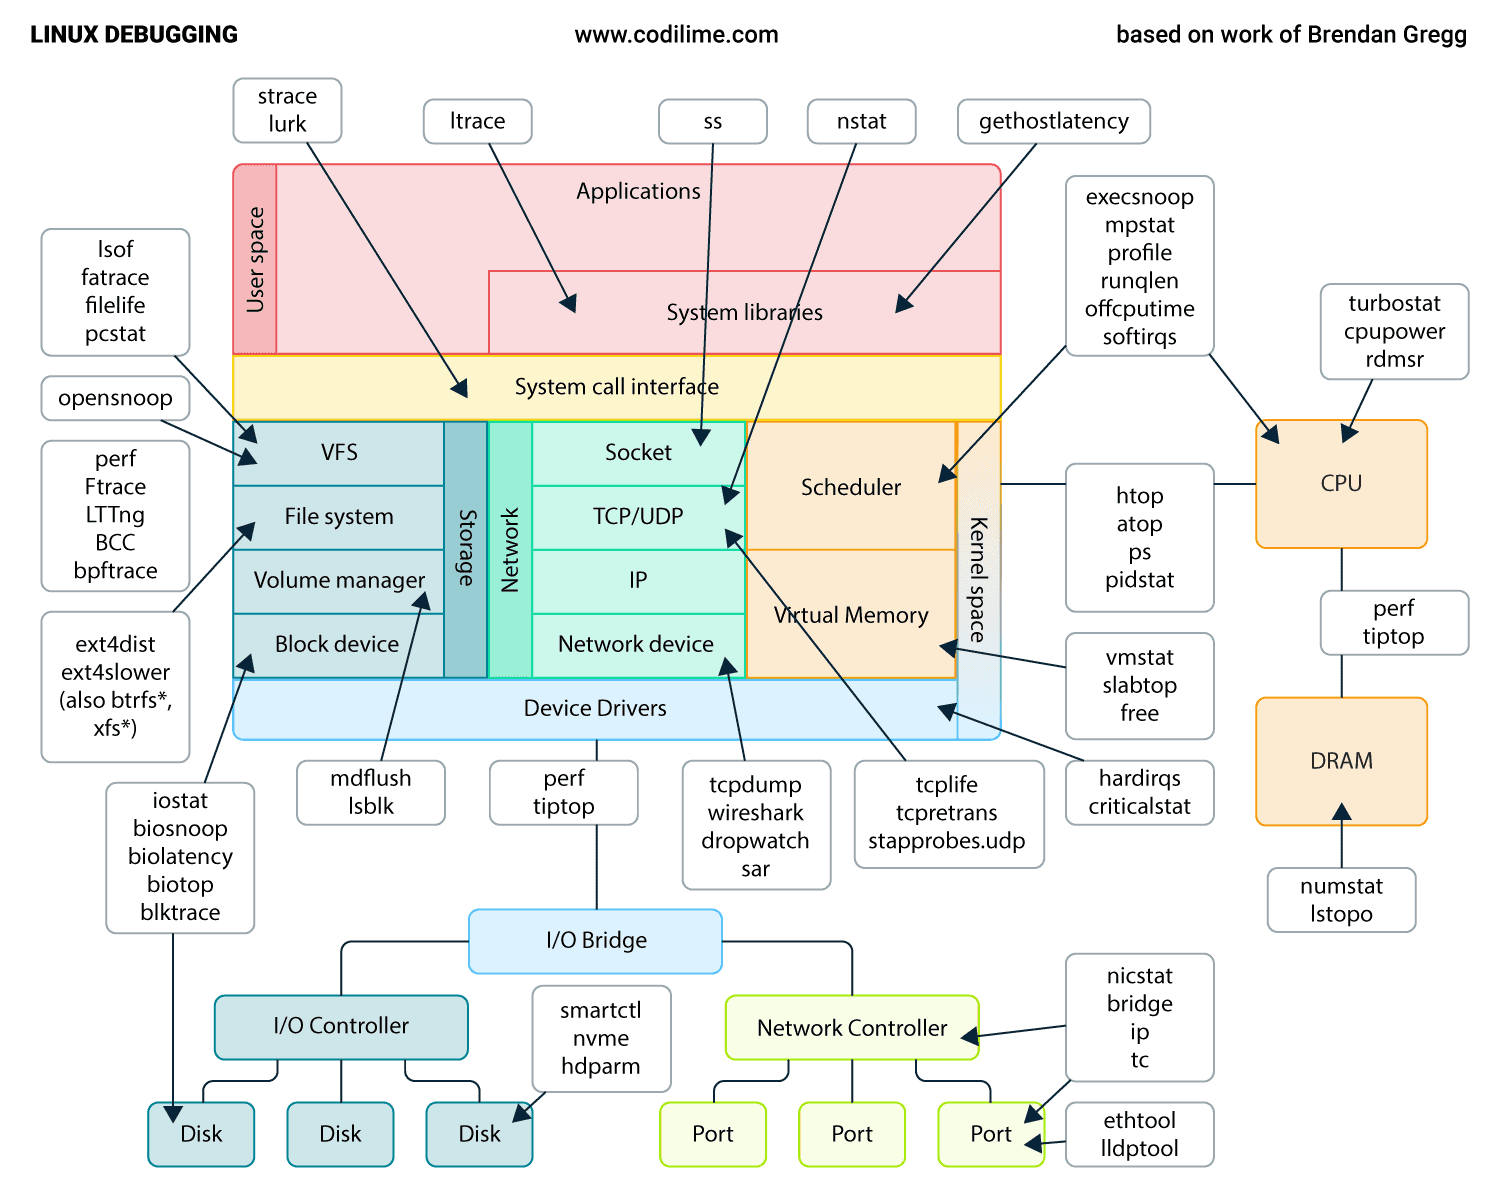 LINUX DEBUGGING
www.codilime.com
based on work of Brendan Gregg
strace
lurk
ltrace
ss
nstat
gethostlatency
User space
Applications
System libraries
System call interface
execsnoop
mpstat
profile
runqlen
offcputime
softirqs
turbostat
cpupower
rdmsr
lsof
fatrace
filelife
pcstat
opensnoop
perf
Ftrace
LTTng
BCC
bpftrace
ext4dist
ext4slower
(also btrfs*,
xfs*)
VFS
File system
Volume manager
Block device
Storage
Network
Socket
TCP/UDP
IP
Network device
Scheduler
Virtual Memory
Kernel space
Device Drivers
htop
atop
ps
pidstat
CPU
perf
tiptop
vmstat
slabtop
free
DRAM
hardirqs
criticalstat
numstat
lstopo
iostat
biosnoop
biolatency
biotop
blktrace
mdflush
lsblk
perf
tiptop
tcpdump
wireshark
dropwatch
sar
tcplife
tcpretrans
stapprobes.udp
I/O Bridge
I/O Controller
smartctl
nvme
hdparm
Network Controller
nicstat
bridge
ip
tc
Disk
Disk
Disk
Port
Port
Port
ethtool
lldptool